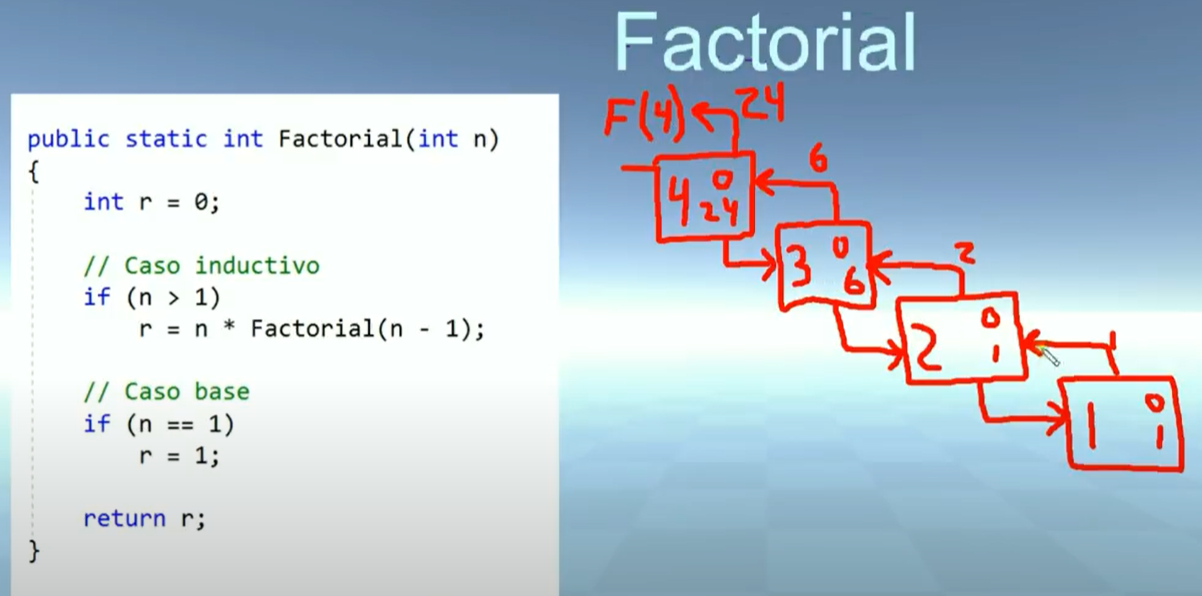 Factorial
public static int Factorial(int n)
{
int r = 0;
// Caso inductivo
if (n > 1)
r = n * Factorial(n - 1);
// Caso base
if (n == 1)
r = 1;
return r;
}
F(4) 24
4 0
24
6
3 0
6
2
2 0
1
1
1 0
1